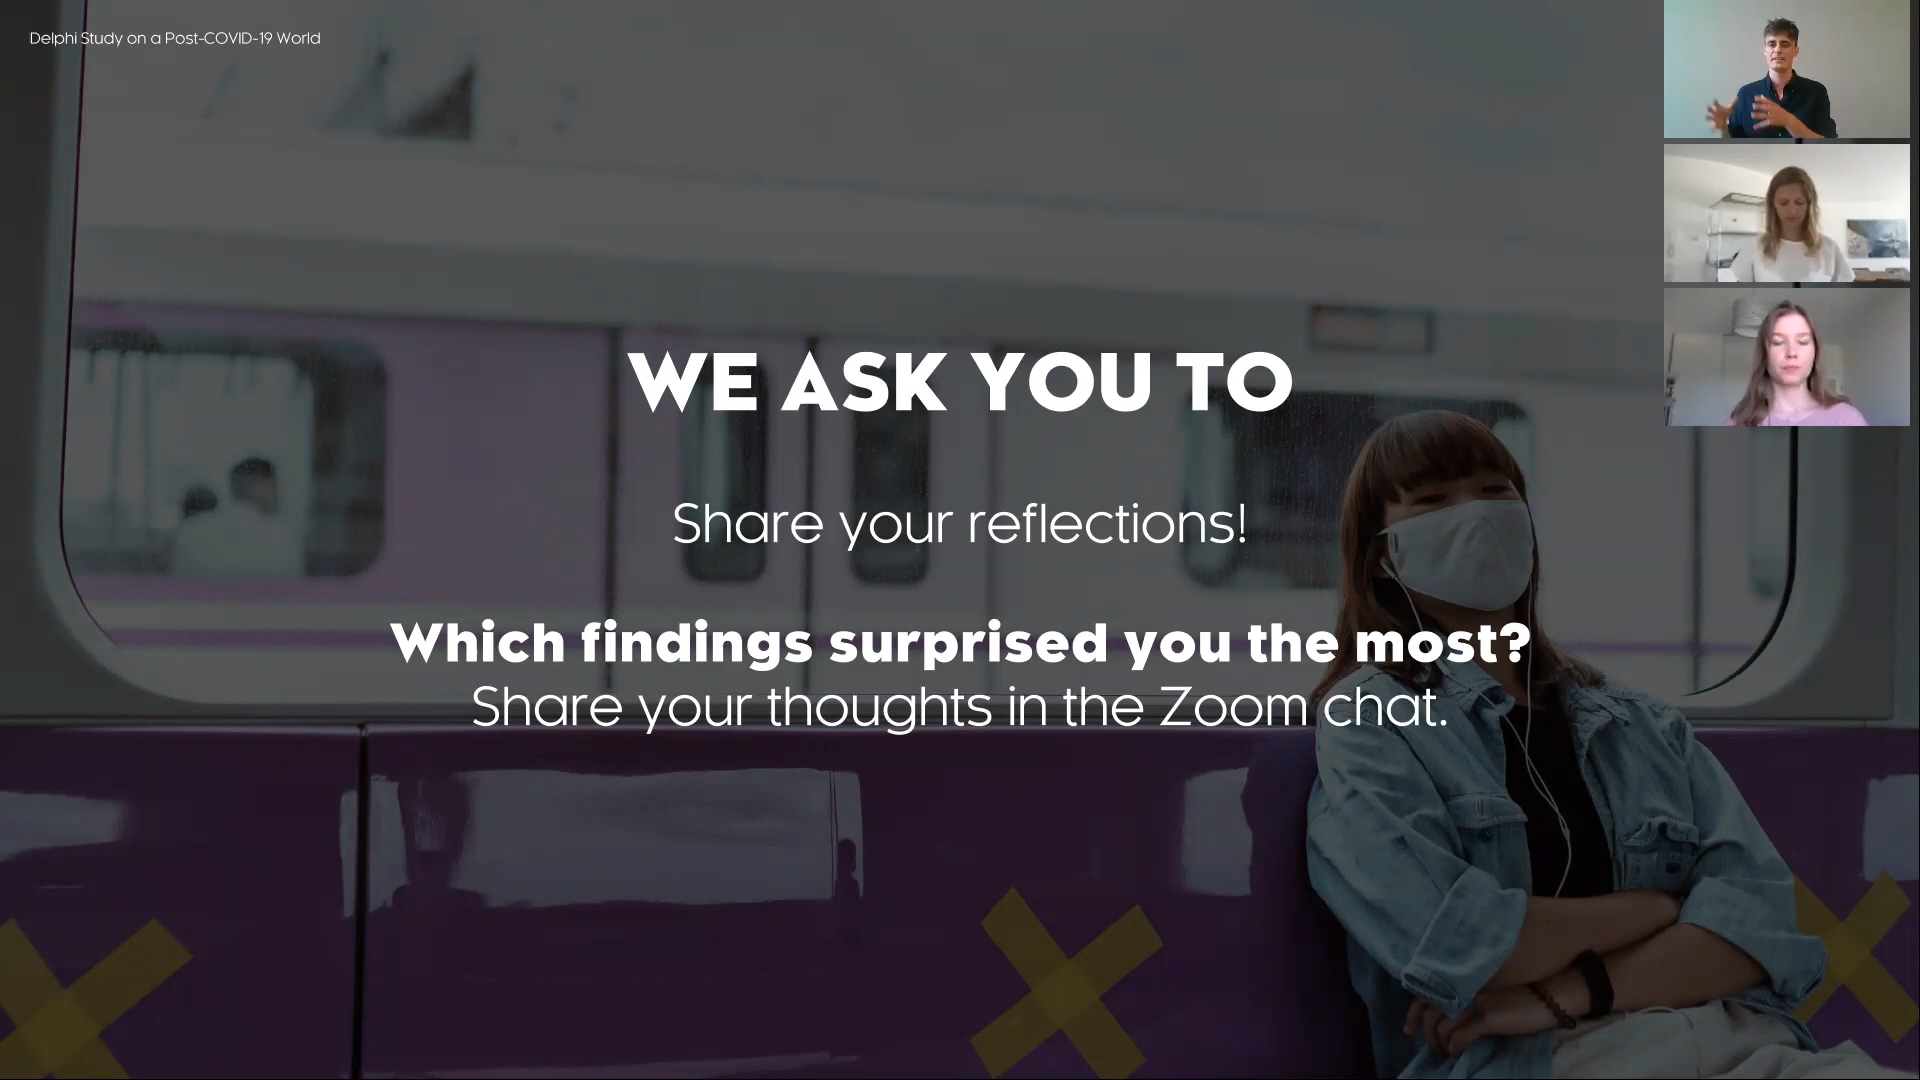 Delphi Study on a Post-COVID-19 World
WE ASK YOU TO
Share your reflections!
Which findings surprised you the most?
Share your thoughts in the Zoom chat.